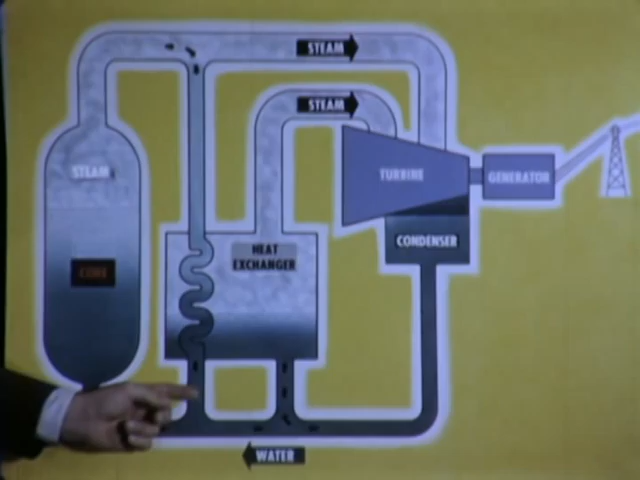 STEAM
STEAM
STEAM
TURBINE
GENERATOR
CONDENSER
HEAT
EXCHANGER
CORE
WATER